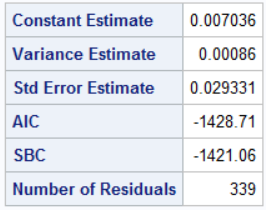 Constant Estimate 0.007036
Variance Estimate 0.00086
Std Error Estimate 0.029331
AIC -1428.71
SBC -1421.06
Number of Residuals 339